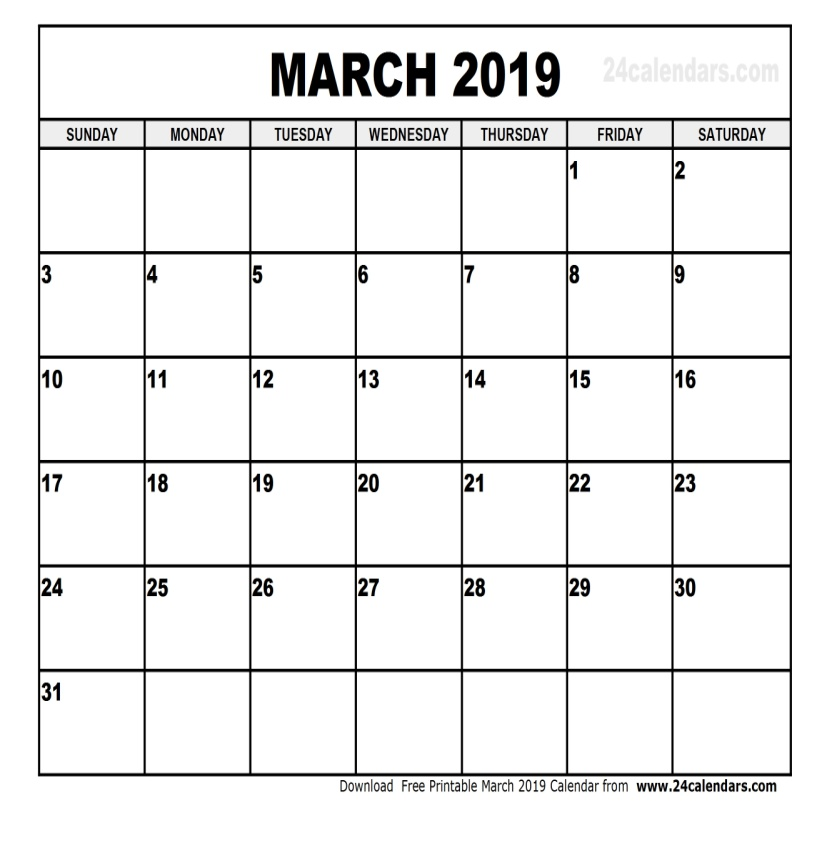 MARCH 2019 24calendars.com
SUNDAY MONDAY TUESDAY WEDNESDAY THURSDAY FRIDAY SATURDAY
1 2
3 4 5 6 7 8 9
10 11 12 13 14 15 16
17 18 19 20 21 22 23
24 25 26 27 28 29 30
31
Download Free Printable March 2019 Calendar from www.24calendars.com